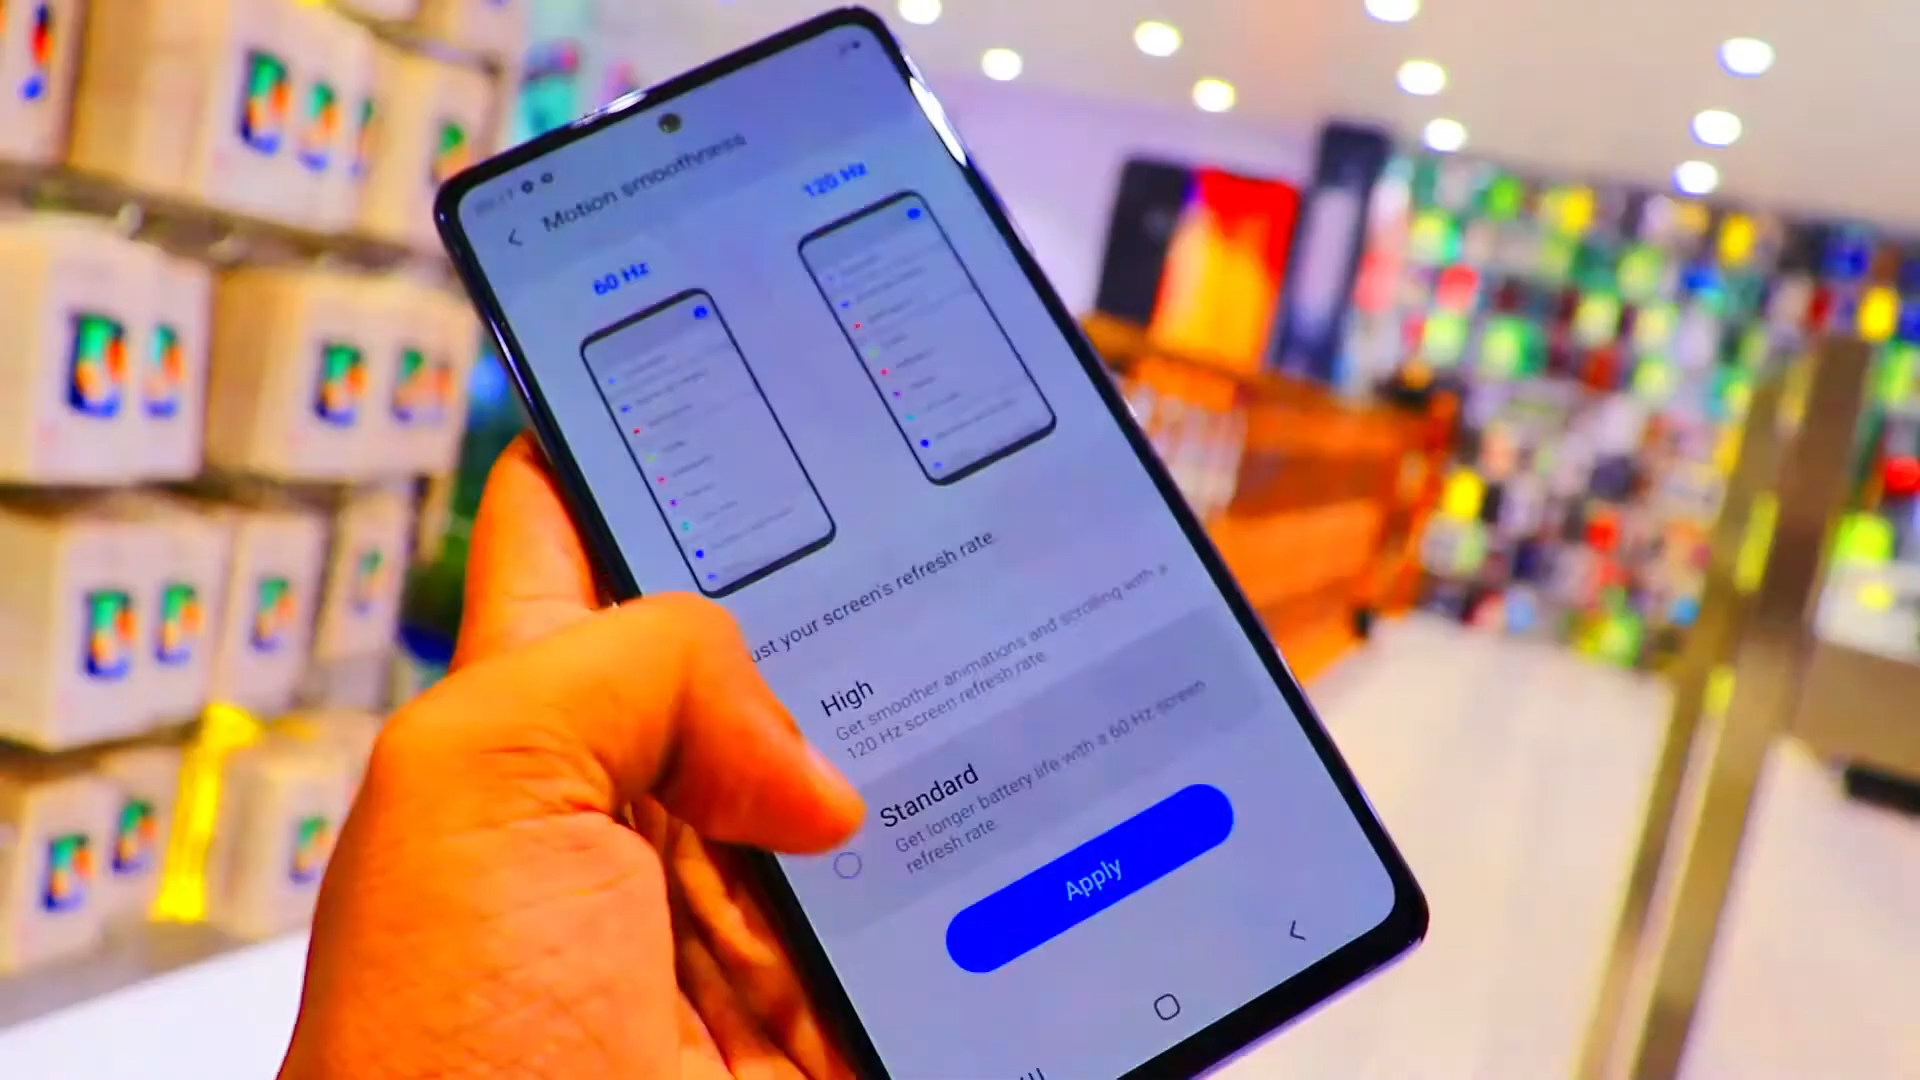 Motion smoothness
60 Hz
120 Hz
ust your screen's refresh rate.
High
Get smoother animations and scrolling with a
120 Hz screen refresh rate.
Standard
Get longer battery life with a 60 Hz screen
refresh rate.
Apply